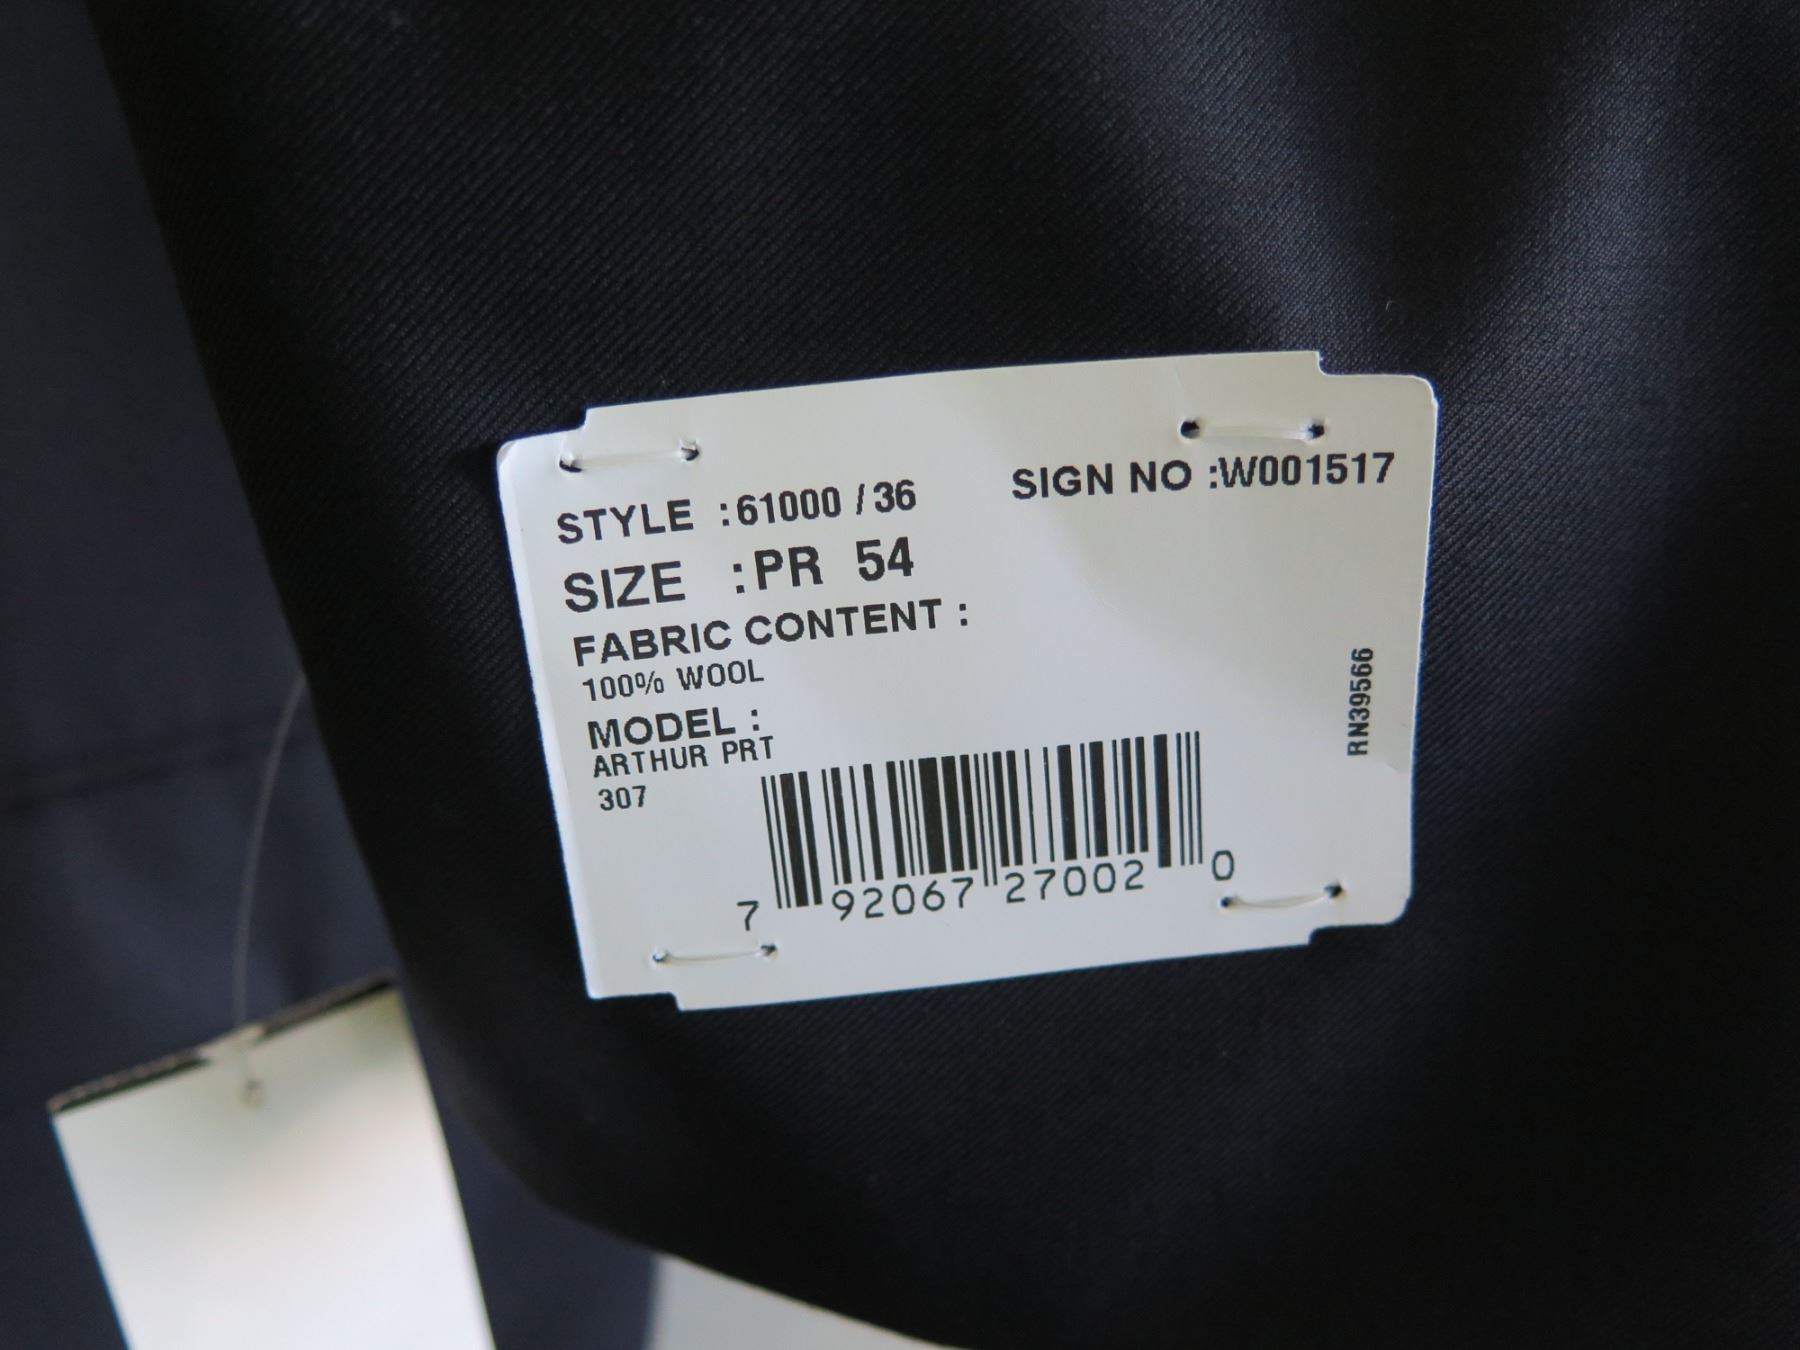 STYLE :61000 / 36
SIGN NO :W001517
SIZE :PR 54
FABRIC CONTENT :
100% WOOL
MODEL :
ARTHUR PRT
307
RN39566
7 92067 27002 0